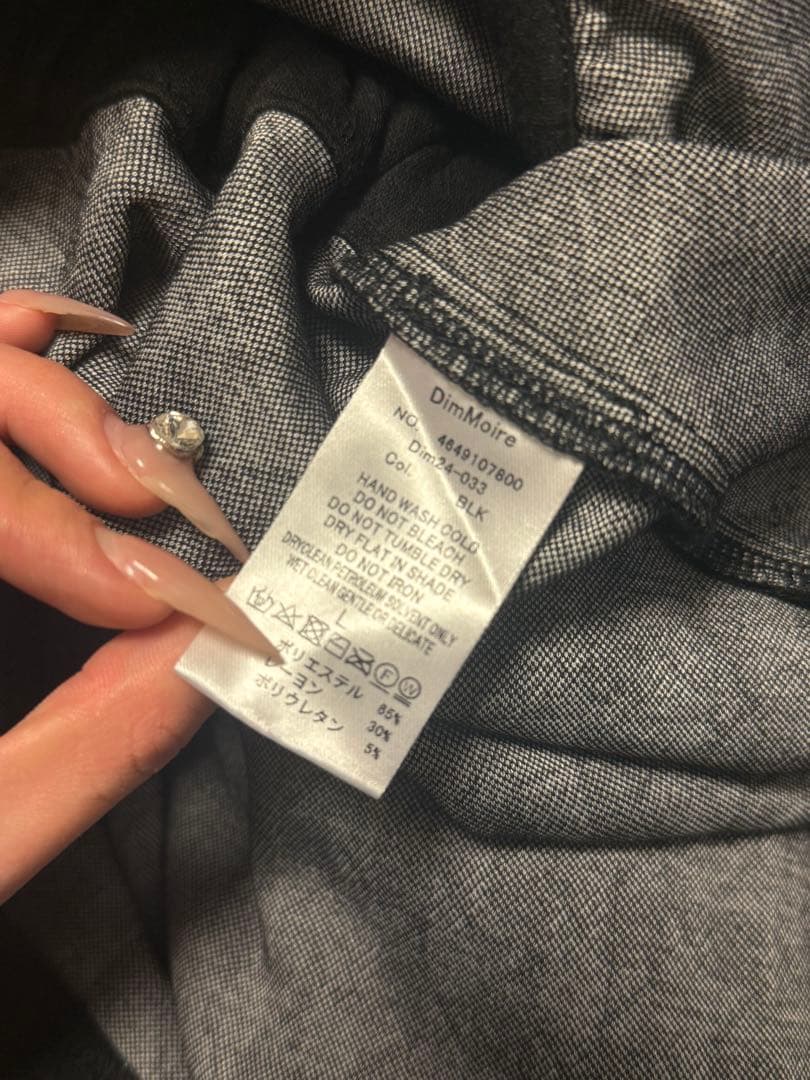 DimMoire
NO. 4649107800
Dim24-033
Col. BLK
HAND WASH COLD
DO NOT BLEACH
DO NOT TUMBLE DRY
DRY FLAT IN SHADE
DO NOT IRON
DRYCLEAN PETROLEUM SOLVENT ONLY
WET CLEAN GENTLE OR DELICATE
L
F W
ポリエステル 65%
レーヨン 30%
ポリウレタン 5%